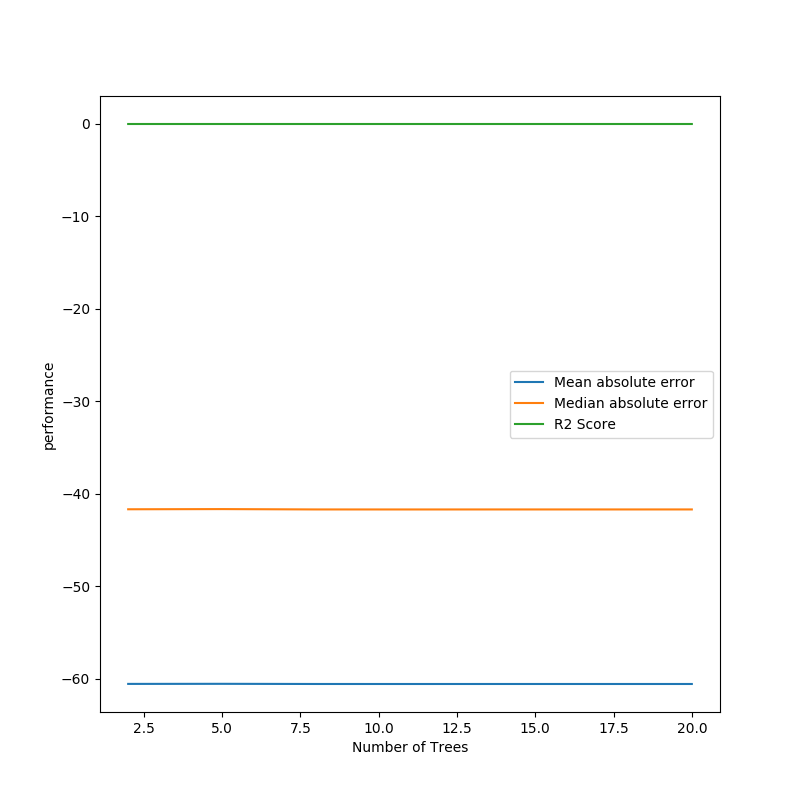 0
−10
−20
−30
−40
−50
−60
performance
Mean absolute error
Median absolute error
R2 Score
2.5 5.0 7.5 10.0 12.5 15.0 17.5 20.0
Number of Trees